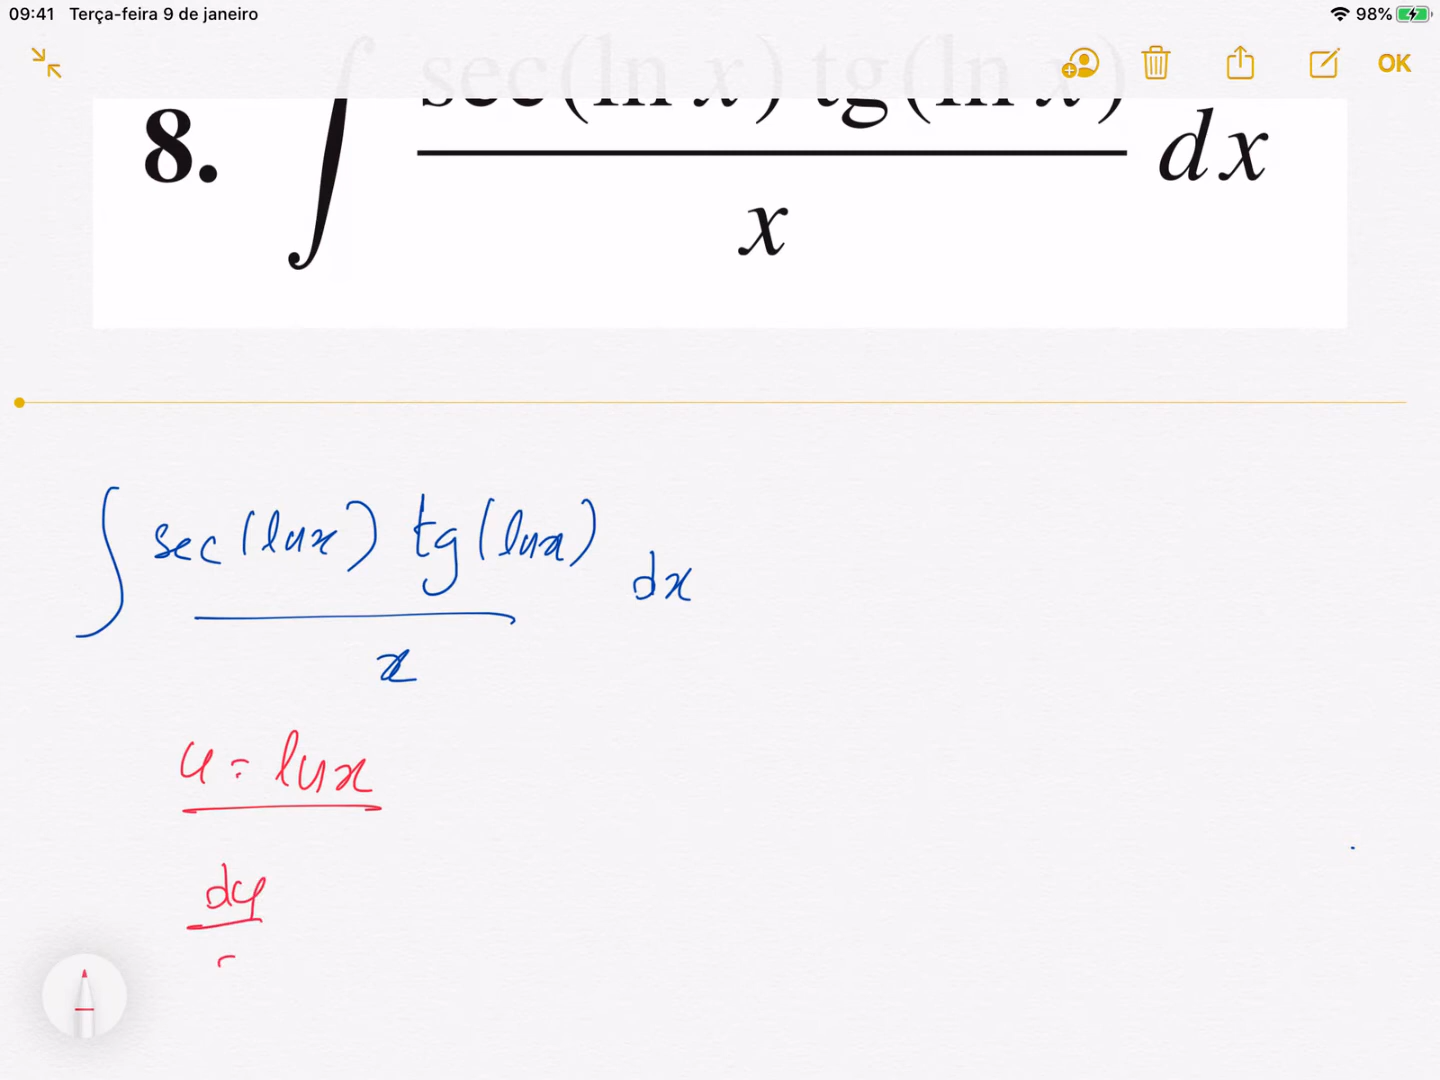 09:41 Terça-feira 9 de janeiro 98%
OK
8. ∫ sec(ln x) tg(ln x) dx
x
∫ sec(lnx) tg(lnx) dx
x
u = lnx
du